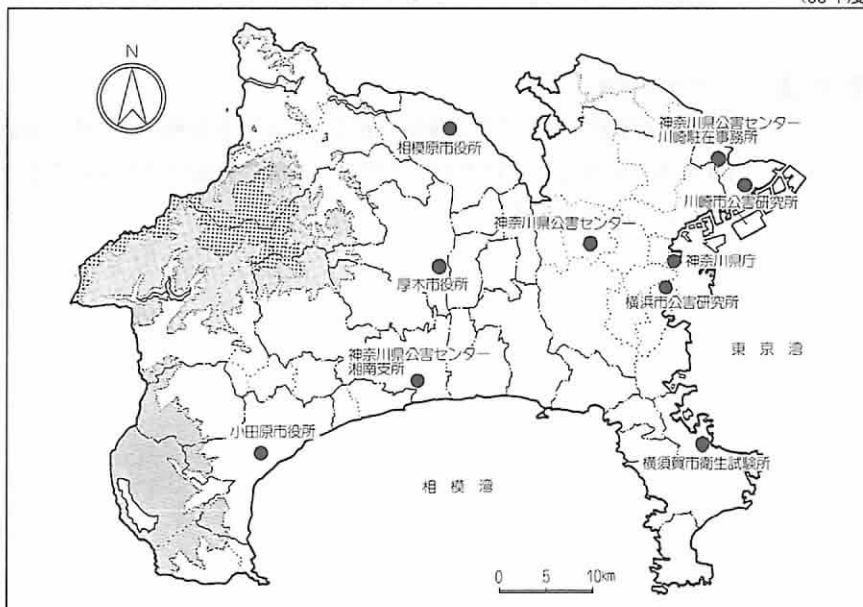 N
相模原市役所
神奈川県公害センター
川崎駐在事務所
川崎市公害研究所
神奈川県公害センター
神奈川県庁
厚木市役所
横浜市公害研究所
東京湾
神奈川県公害センター
湘南支所
小田原市役所
横須賀市衛生試験所
相模湾
0 5 10km